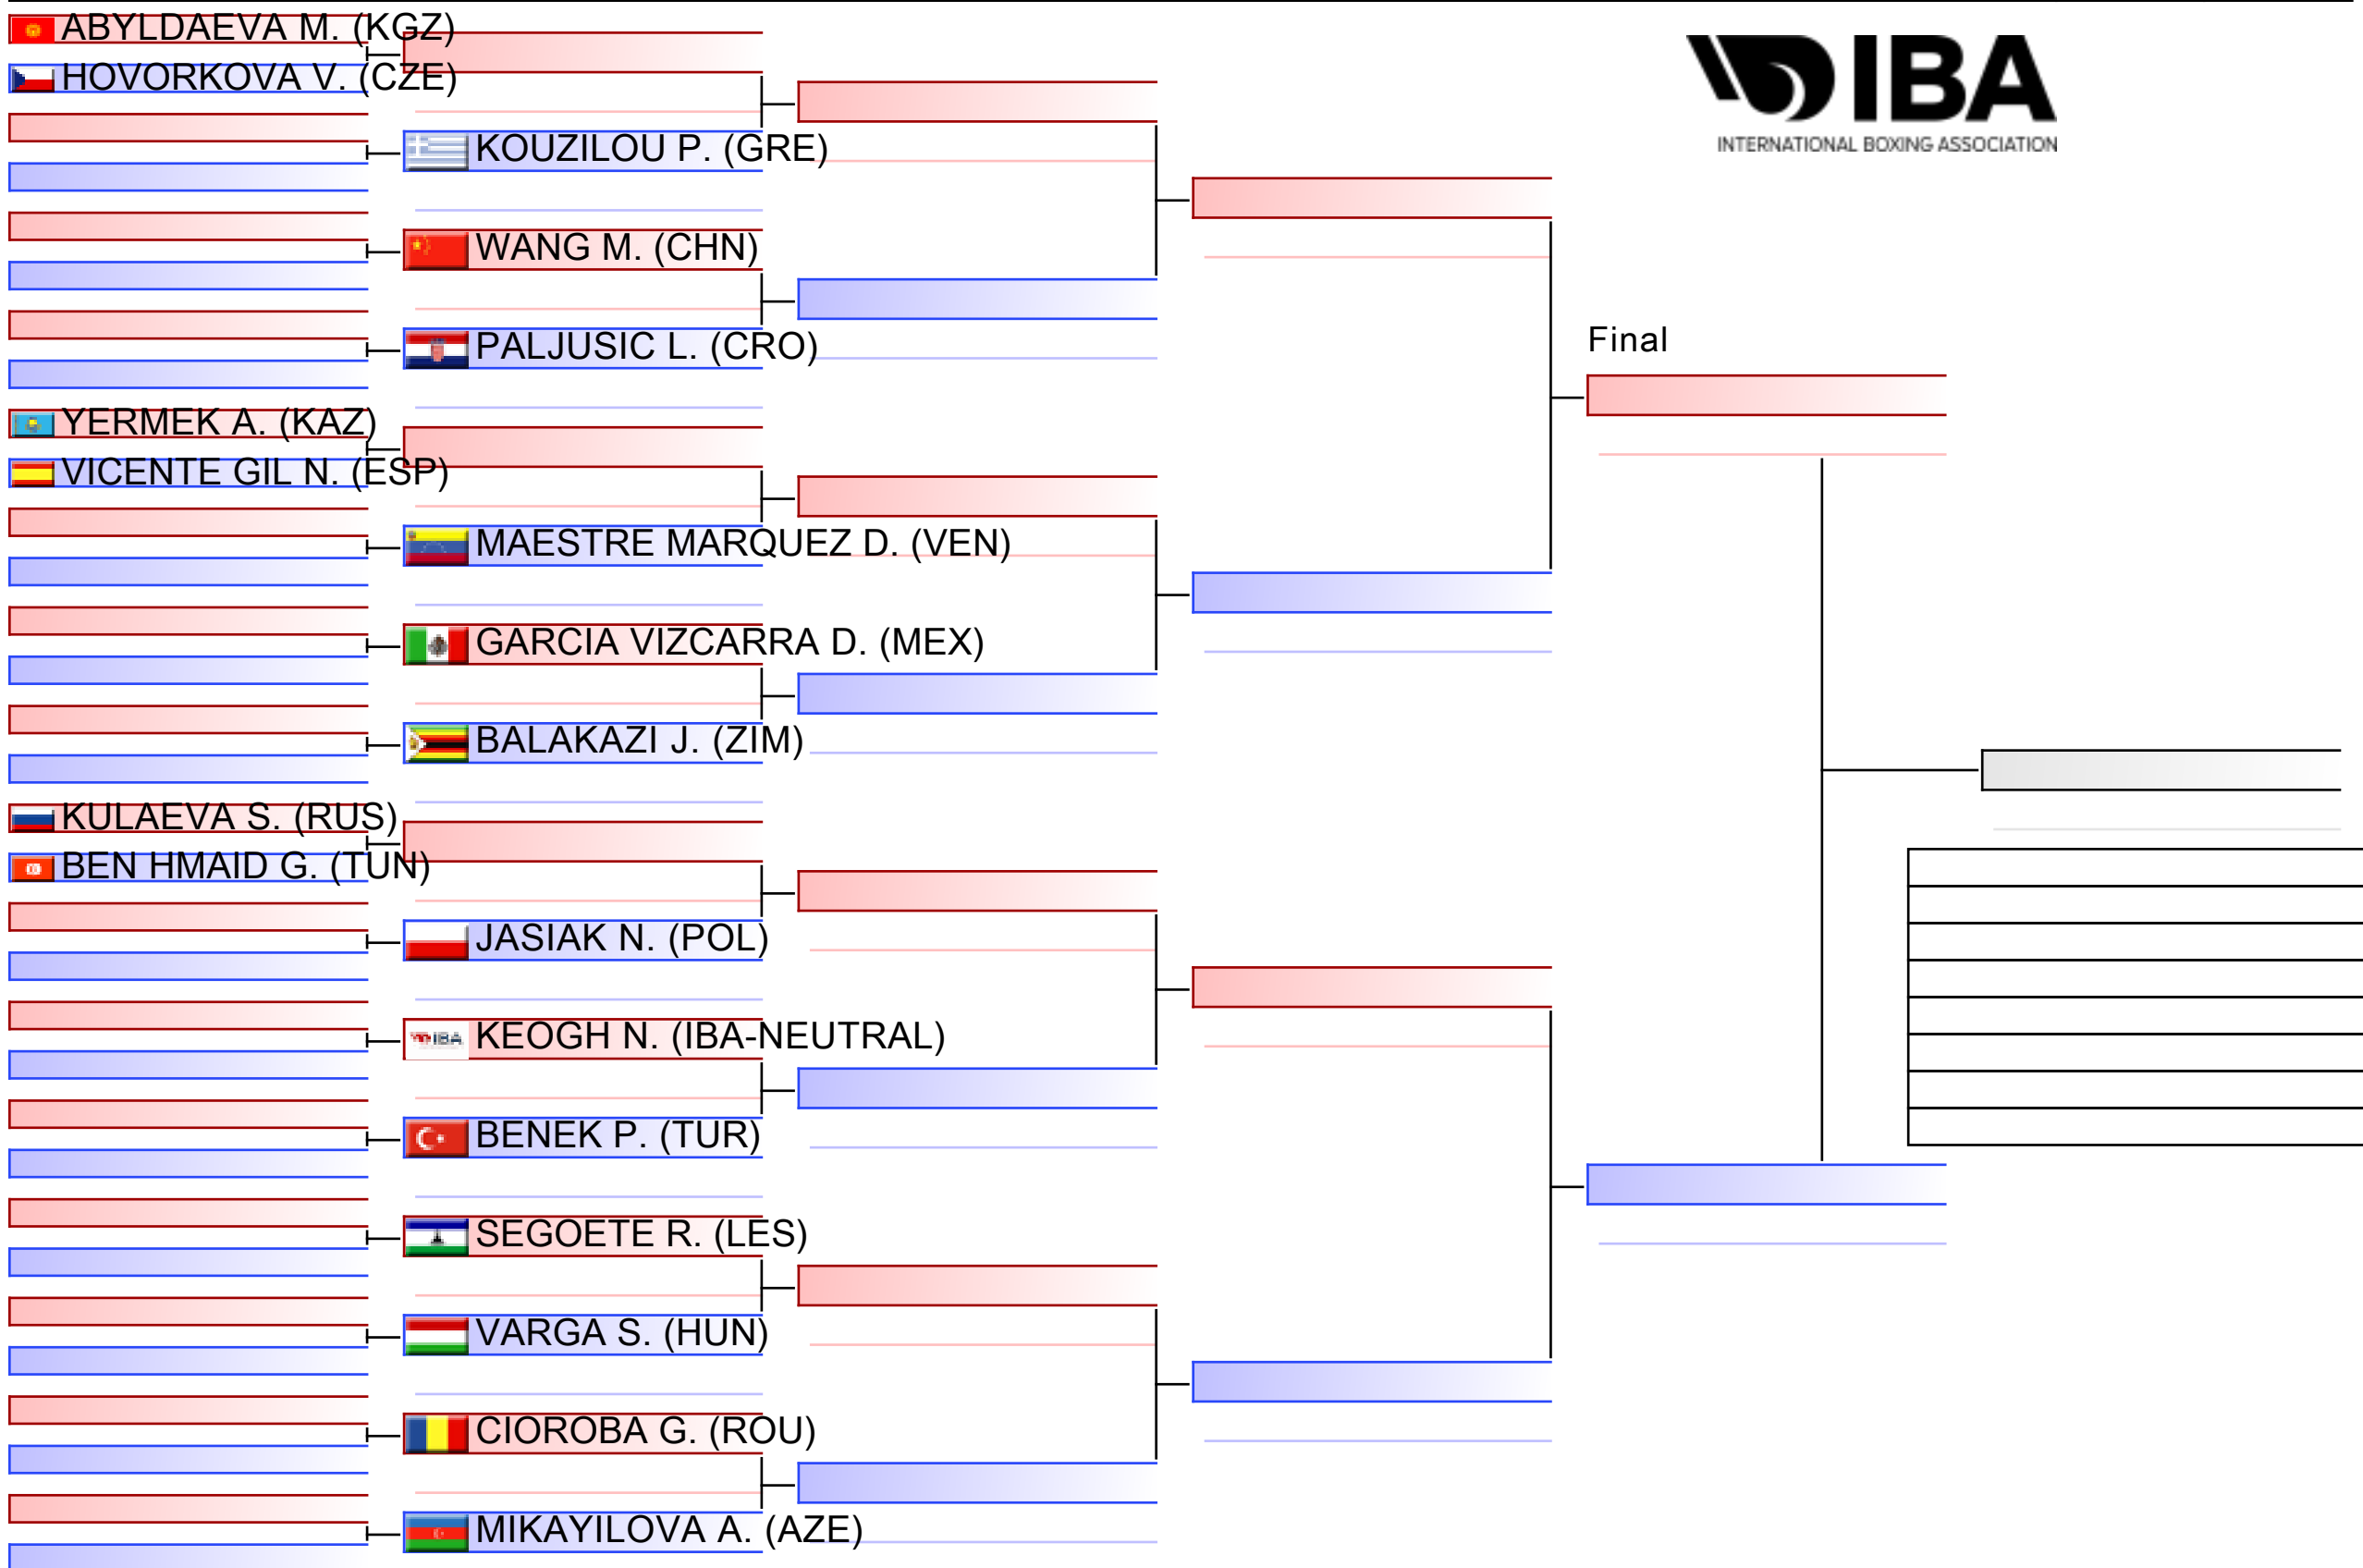 ABYLDAEVA M. (KGZ)
HOVORKOVA V. (CZE)
KOUZILOU P. (GRE)
WANG M. (CHN)
PALJUSIC L. (CRO)
YERMEK A. (KAZ)
VICENTE GIL N. (ESP)
MAESTRE MARQUEZ D. (VEN)
GARCIA VIZCARRA D. (MEX)
BALAKAZI J. (ZIM)
KULAEVA S. (RUS)
BEN HMAID G. (TUN)
JASIAK N. (POL)
IBA KEOGH N. (IBA-NEUTRAL)
BENEK P. (TUR)
SEGOETE R. (LES)
VARGA S. (HUN)
CIOROBA G. (ROU)
MIKAYILOVA A. (AZE)
IBA
INTERNATIONAL BOXING ASSOCIATION
Final